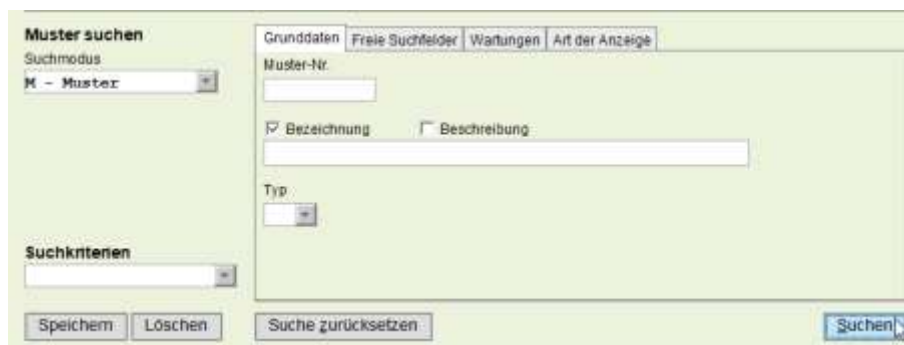 Muster suchen
Suchmodus
M - Muster
Suchkriterien
Speichern Löschen
Grunddaten Freie Suchfelder Wartungen Art der Anzeige
Muster-Nr.
Bezeichnung Beschreibung
Typ
Suche zurücksetzen
Suchen